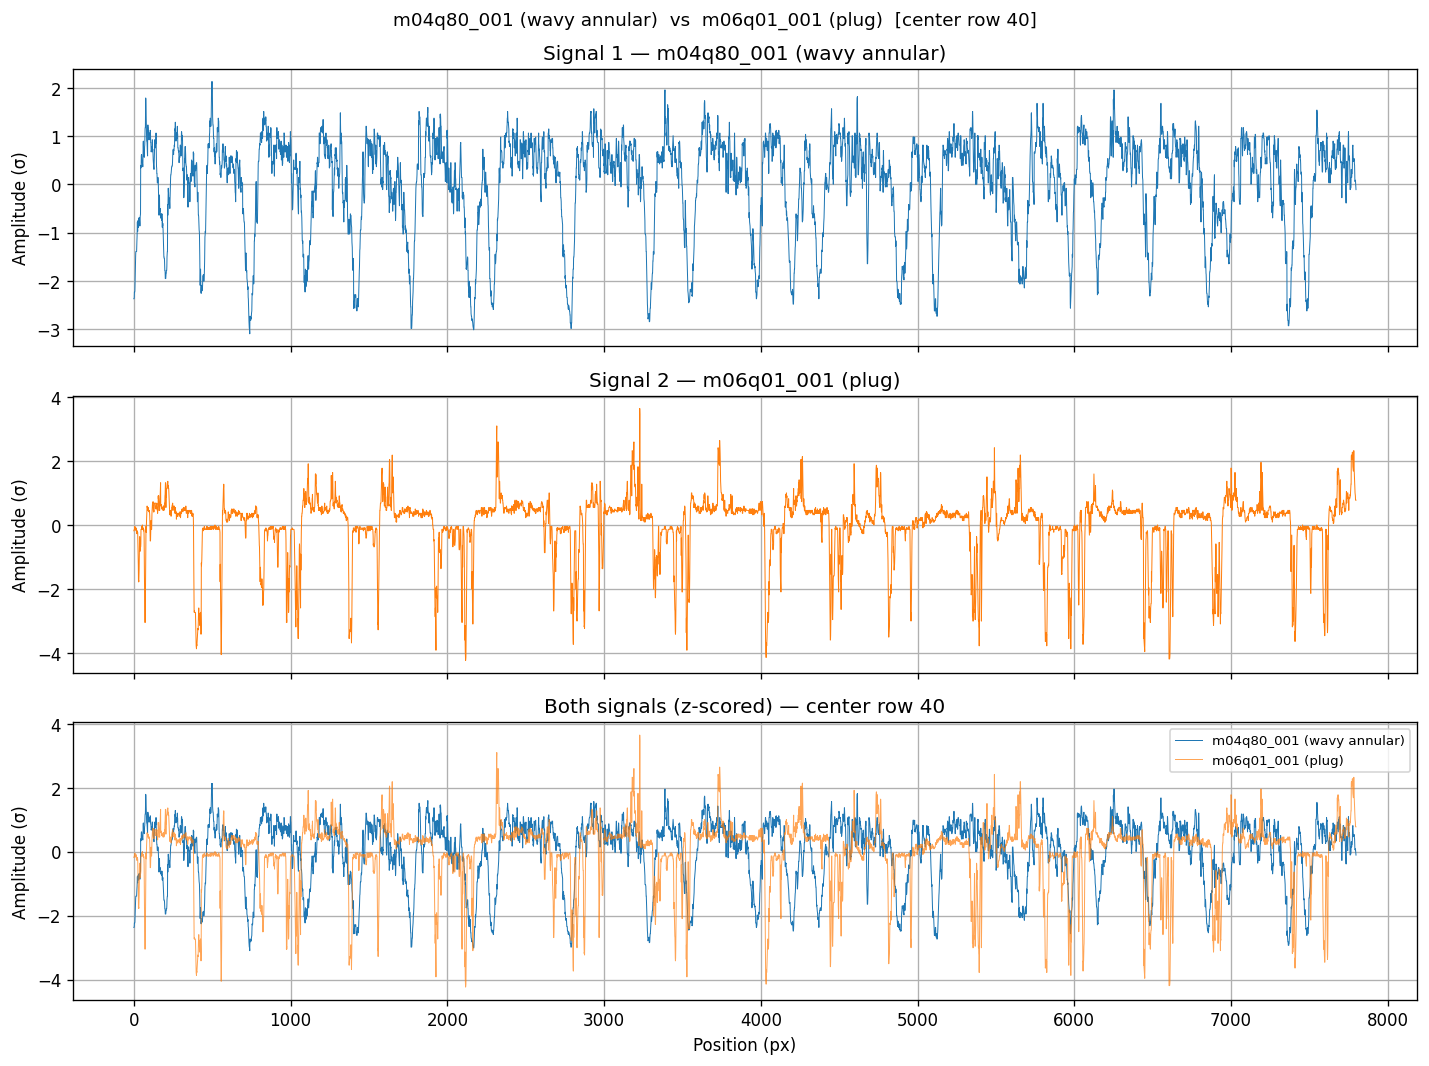 m04q80_001 (wavy annular)  vs  m06q01_001 (plug)  [center row 40]
Signal 1 — m04q80_001 (wavy annular)
Amplitude (σ)
2
1
0
−1
−2
−3
Signal 2 — m06q01_001 (plug)
Amplitude (σ)
4
2
0
−2
−4
Both signals (z-scored) — center row 40
Amplitude (σ)
4
2
0
−2
−4
m04q80_001 (wavy annular)
m06q01_001 (plug)
0 1000 2000 3000 4000 5000 6000 7000 8000
Position (px)